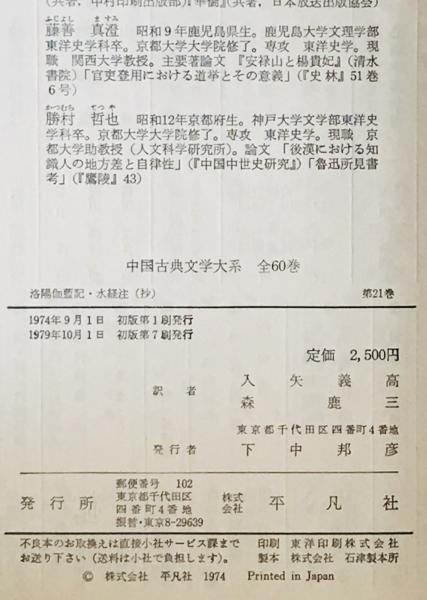 (共著, 中村印刷出版部)『華僑』(共著, 日本放送出版協会)
ふじよし ますみ
藤善 真澄 昭和9年鹿児島県生。鹿児島大学文理学部
東洋史学科卒。京都大学大学院修了。専攻 東洋史学。現
職 関西大学教授。主要著論文『安禄山と楊貴妃』(清水
書院)「官吏登用における道挙とその意義」(『史林』51巻
6号)
かつむら てつや
勝村 哲也 昭和12年京都府生。神戸大学文学部東洋史
学科卒。京都大学大学院修了。専攻 東洋史学。現職 京
都大学助教授(人文科学研究所)。論文「後漢における知
識人の地方差と自律性」(『中国中世史研究』)「魯迅所見書
考」(『鷹陵』43)
中国古典文学大系 全60巻
洛陽伽藍記・水経注(抄) 第21巻
1974年9月1日 初版第1刷発行
1979年10月1日 初版第7刷発行
定価 2,500円
訳者 入矢義高
森鹿三
東京都千代田区四番町4番地
発行者 下中邦彦
郵便番号 102
発行所 東京都千代田区 株式会社 平凡社
四番町4番地
振替・東京8-29639
不良本のお取換えは直接小社サービス課まで 印刷 東洋印刷株式会社
お送り下さい(送料は小社で負担します)。 製本 株式会社 石津製本所
© 株式会社 平凡社 1974 Printed in Japan